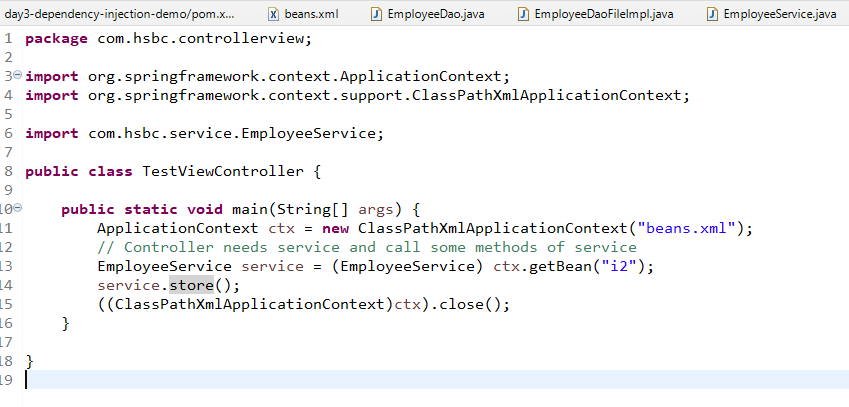 day3-dependency-injection-demo/pom.x... beans.xml EmployeeDao.java EmployeeDaoFileImpl.java EmployeeService.java
1 package com.hsbc.controllerview;
2
3 import org.springframework.context.ApplicationContext;
4 import org.springframework.context.support.ClassPathXmlApplicationContext;
5
6 import com.hsbc.service.EmployeeService;
7
8 public class TestViewController {
9
10 public static void main(String[] args) {
11 ApplicationContext ctx = new ClassPathXmlApplicationContext("beans.xml");
12 // Controller needs service and call some methods of service
13 EmployeeService service = (EmployeeService) ctx.getBean("i2");
14 service.store();
15 ((ClassPathXmlApplicationContext)ctx).close();
16 }
17
18 }
19